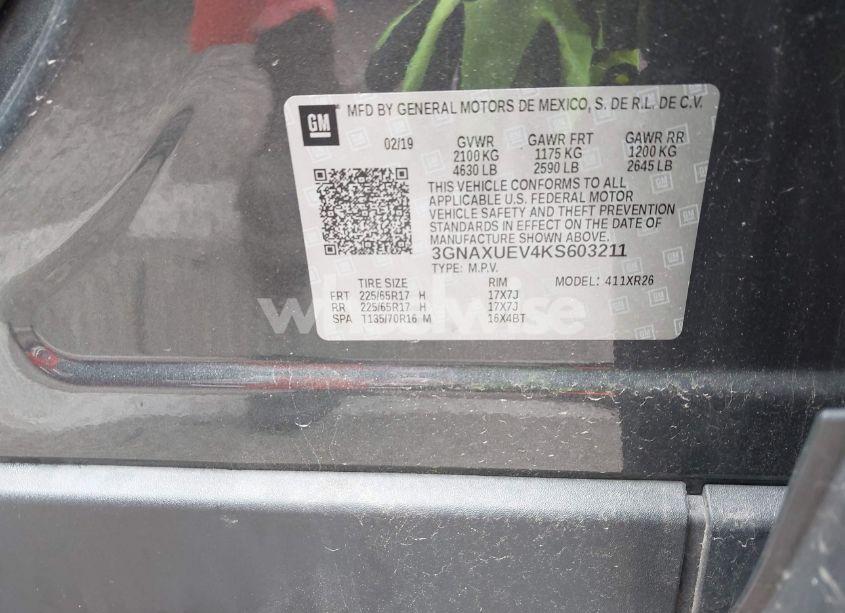 GM MFD BY GENERAL MOTORS DE MEXICO, S. DE R.L. DE C.V.
02/19 GVWR GAWR FRT GAWR RR
2100 KG 1175 KG 1200 KG
4630 LB 2590 LB 2645 LB
THIS VEHICLE CONFORMS TO ALL
APPLICABLE U.S. FEDERAL MOTOR
VEHICLE SAFETY AND THEFT PREVENTION
STANDARDS IN EFFECT ON THE DATE OF
MANUFACTURE SHOWN ABOVE.
3GNAXUEV4KS603211
TYPE: M.P.V. MODEL: 411XR26
TIRE SIZE RIM
FRT 225/65R17 H 17X7J
RR 225/65R17 H 17X7J
SPA T135/70R16 M 16X4BT